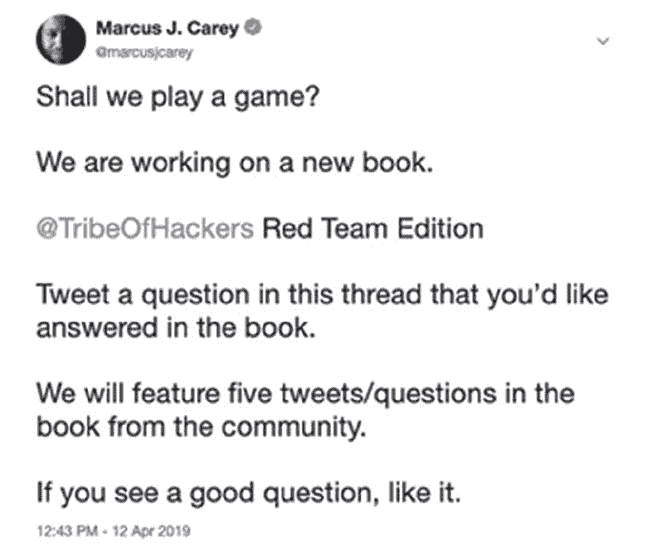 Marcus J. Carey
@marcusjcarey
Shall we play a game?
We are working on a new book.
@TribeOfHackers Red Team Edition
Tweet a question in this thread that you'd like
answered in the book.
We will feature five tweets/questions in the
book from the community.
If you see a good question, like it.
12:43 PM - 12 Apr 2019